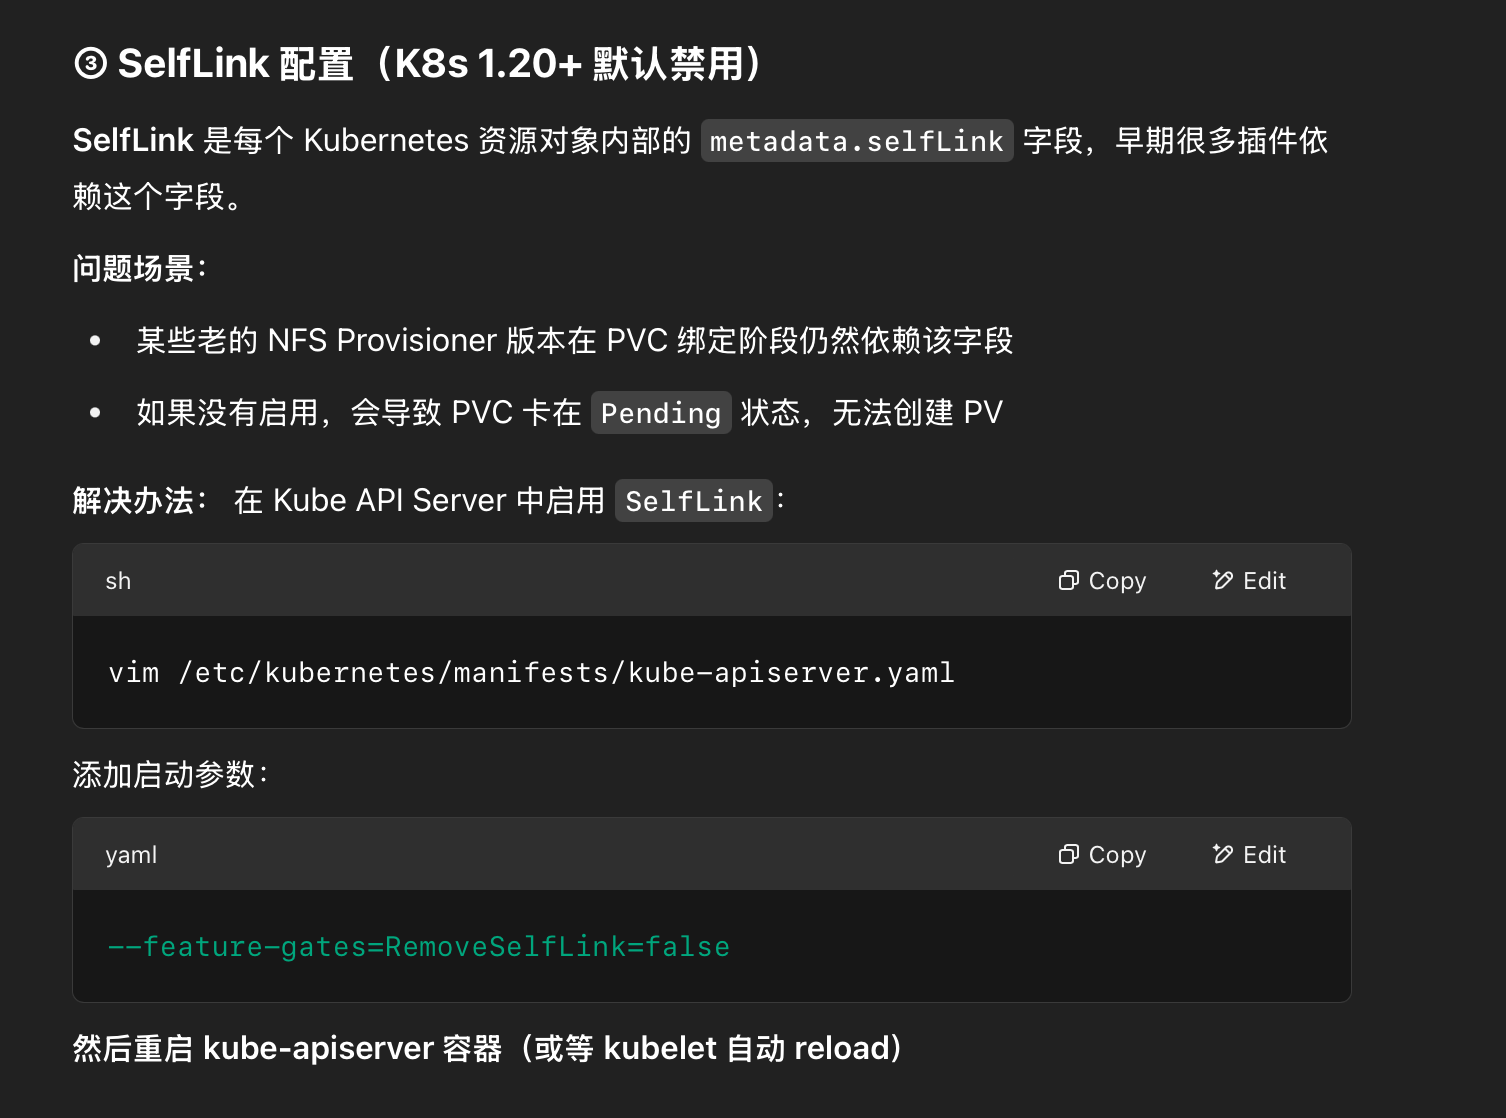 ③ SelfLink 配置（K8s 1.20+ 默认禁用）
SelfLink 是每个 Kubernetes 资源对象内部的 metadata.selfLink 字段，早期很多插件依
赖这个字段。
问题场景：
• 某些老的 NFS Provisioner 版本在 PVC 绑定阶段仍然依赖该字段
• 如果没有启用，会导致 PVC 卡在 Pending 状态，无法创建 PV
解决办法： 在 Kube API Server 中启用 SelfLink：
sh Copy Edit
vim /etc/kubernetes/manifests/kube-apiserver.yaml
添加启动参数：
yaml Copy Edit
--feature-gates=RemoveSelfLink=false
然后重启 kube-apiserver 容器（或等 kubelet 自动 reload）